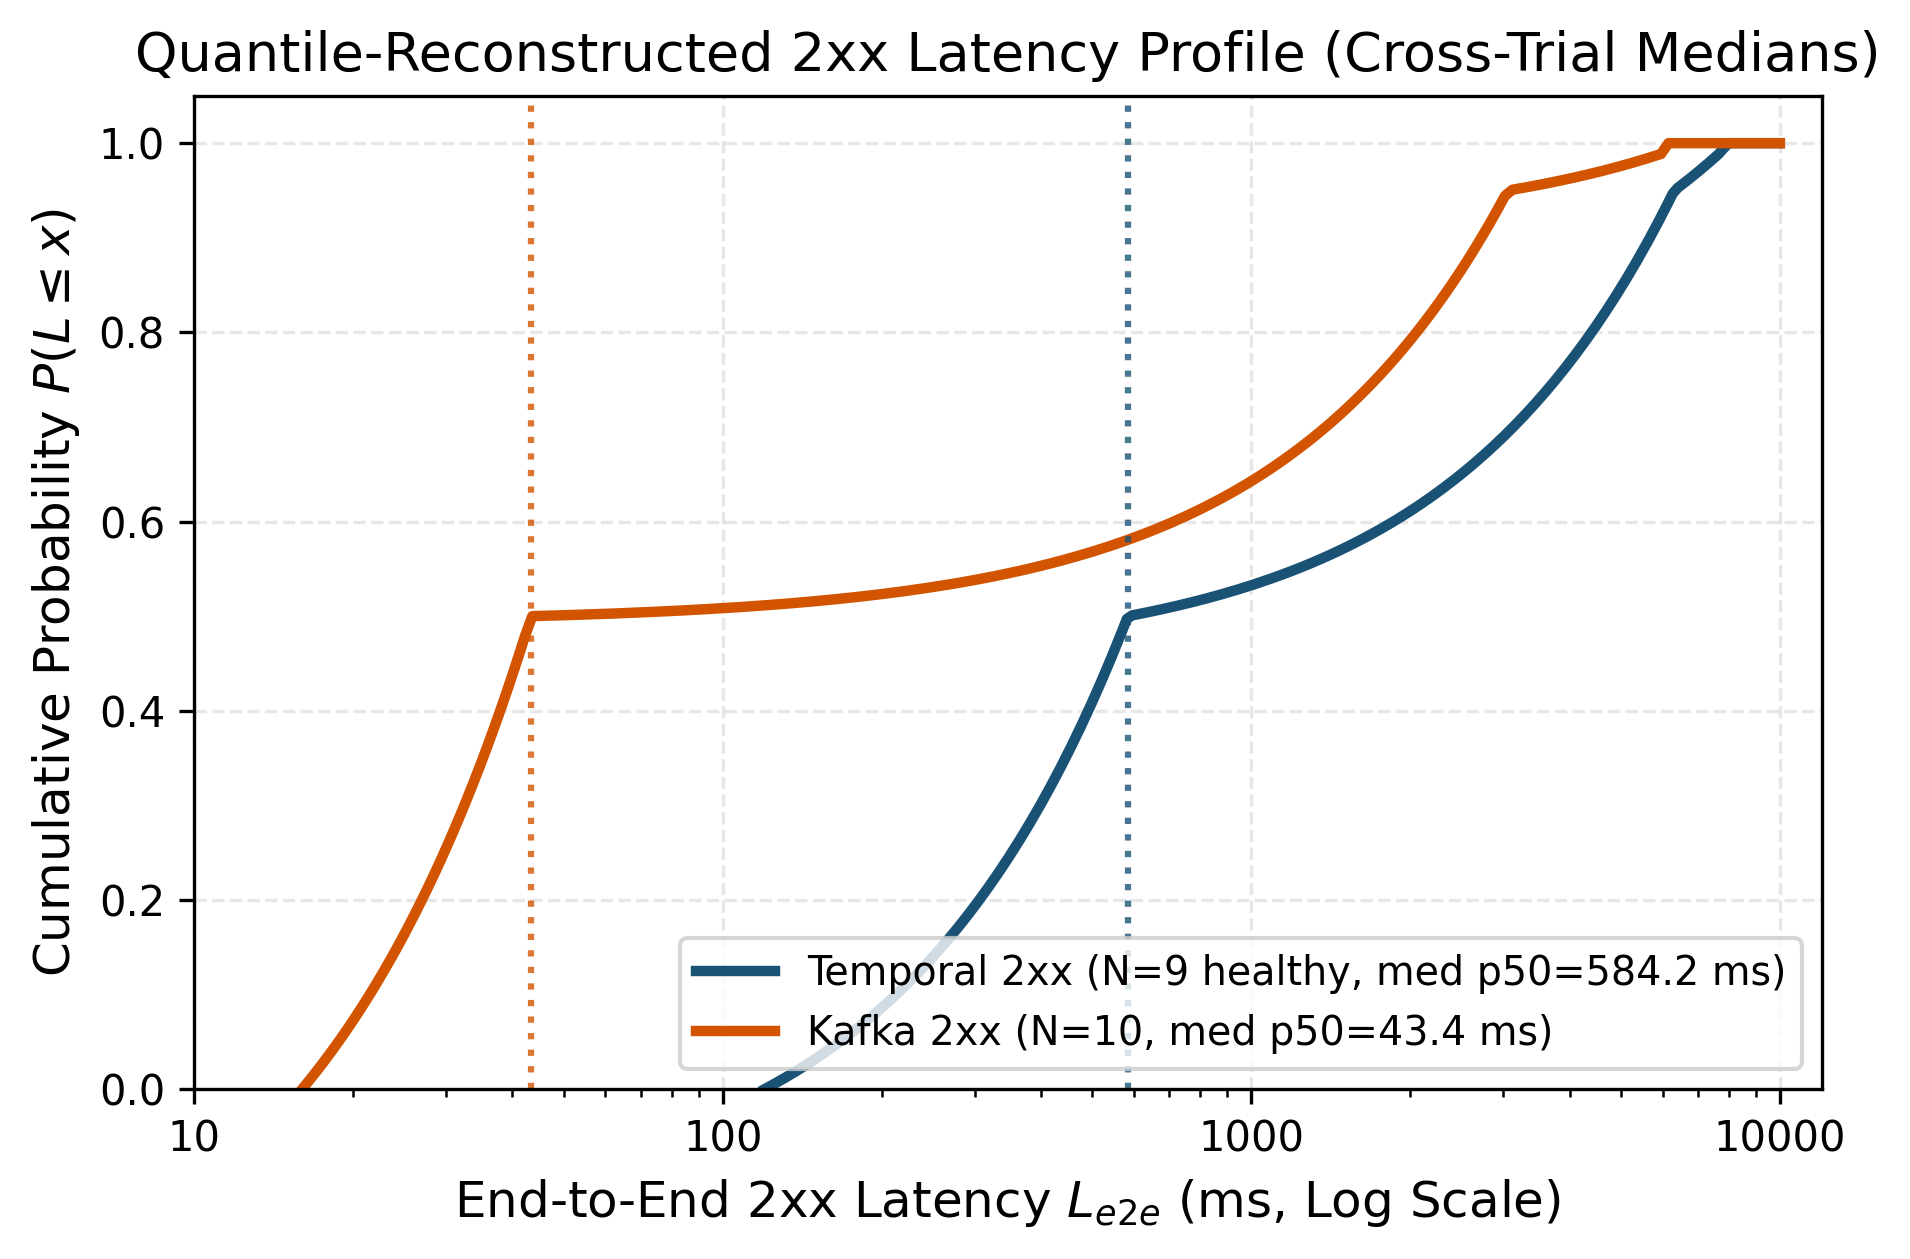 Quantile-Reconstructed 2xx Latency Profile (Cross-Trial Medians)
Cumulative Probability P(L ≤ x)
1.0
0.8
0.6
0.4
0.2
0.0
Temporal 2xx (N=9 healthy, med p50=584.2 ms)
Kafka 2xx (N=10, med p50=43.4 ms)
10 100 1000 10000
End-to-End 2xx Latency L_{e2e} (ms, Log Scale)